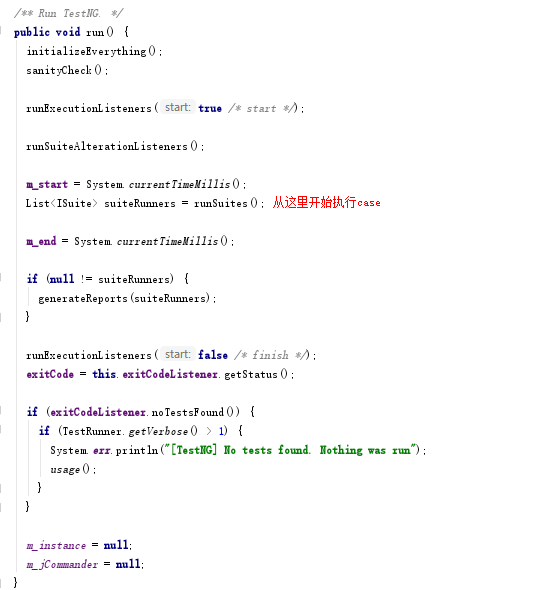 /** Run TestNG. */
public void run() {
initializeEverything();
sanityCheck();
runExecutionListeners( start: true /* start */);
runSuiteAlterationListeners();
m_start = System.currentTimeMillis();
List<ISuite> suiteRunners = runSuites(); 从这里开始执行case
m_end = System.currentTimeMillis();
if (null != suiteRunners) {
generateReports(suiteRunners);
}
runExecutionListeners( start: false /* finish */);
exitCode = this.exitCodeListener.getStatus();
if (exitCodeListener.noTestsFound()) {
if (TestRunner.getVerbose() > 1) {
System.err.println("[TestNG] No tests found. Nothing was run");
usage();
}
}
m_instance = null;
m_jCommander = null;
}